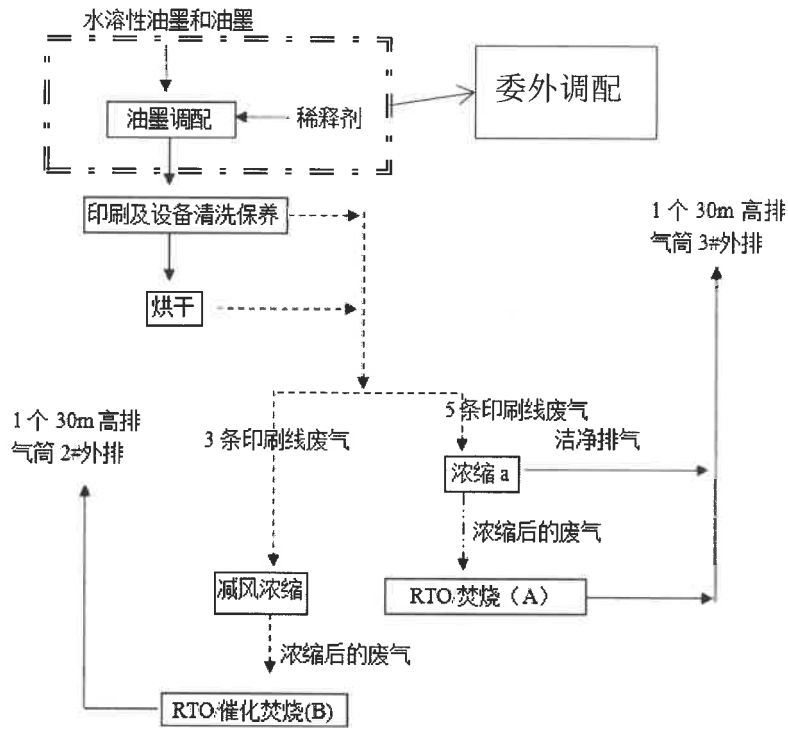 水溶性油墨和油墨
委外调配
油墨调配
稀释剂
印刷及设备清洗保养
1个30m高排
气筒3#外排
烘干
1个30m高排
气筒2#外排
3条印刷线废气
5条印刷线废气
洁净排气
浓缩a
浓缩后的废气
减风浓缩
RTO焚烧（A）
浓缩后的废气
RTO催化焚烧(B)